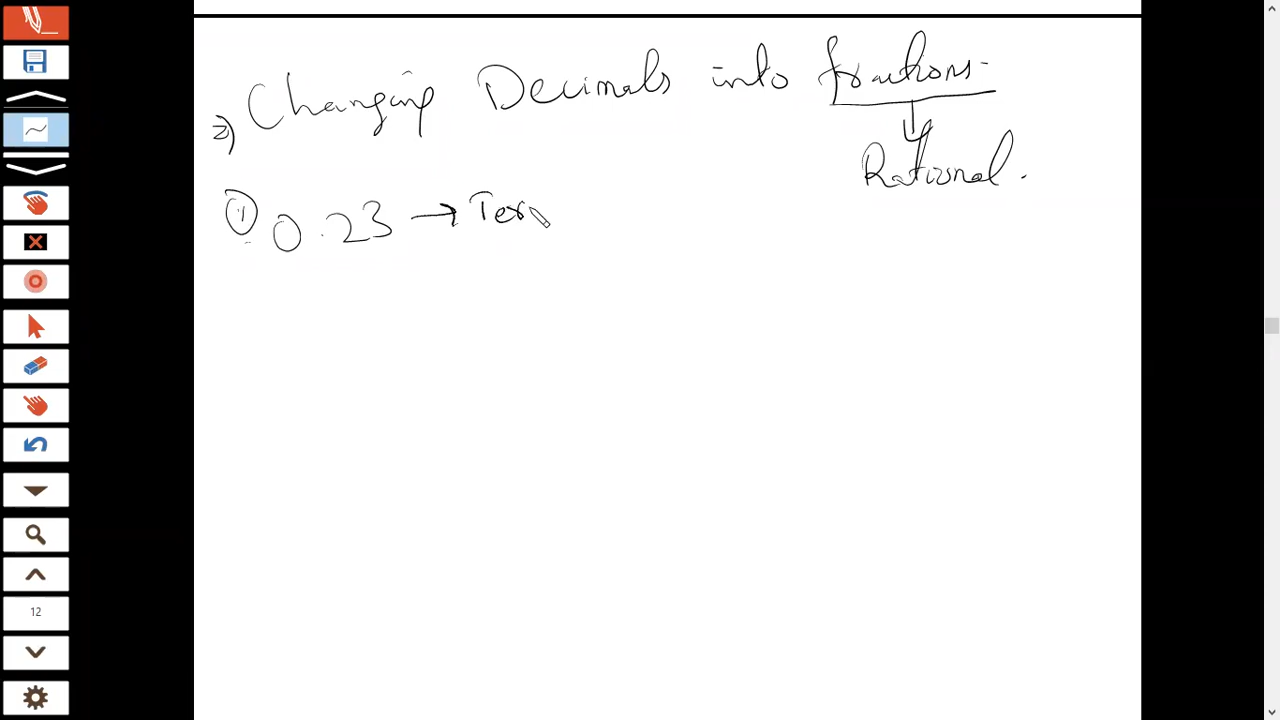 2) Changing Decimals into fractions.
↓
Rational.
① 0.23 → Ter
12